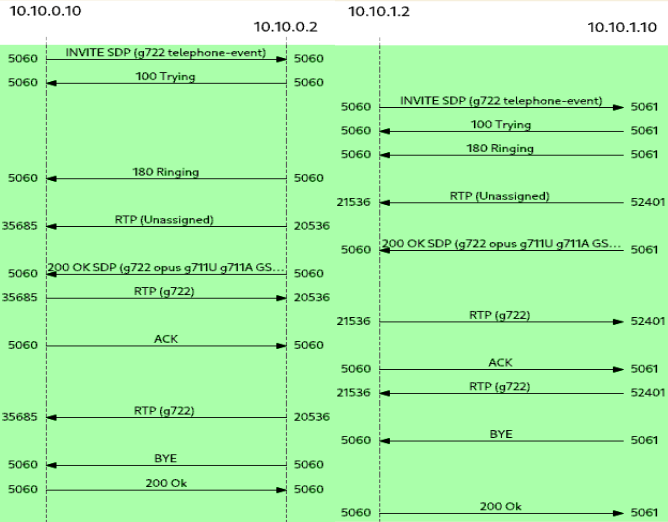 10.10.0.10 10.10.0.2 10.10.1.2 10.10.1.10
5060 INVITE SDP (g722 telephone-event) 5060
5060 100 Trying 5060
5060 INVITE SDP (g722 telephone-event) 5061
5060 100 Trying 5061
5060 180 Ringing 5061
5060 180 Ringing 5060
21536 RTP (Unassigned) 52401
35685 RTP (Unassigned) 20536
5060 200 OK SDP (g722 opus g711U g711A GS... 5061
5060 200 OK SDP (g722 opus g711U g711A GS... 5060
35685 RTP (g722) 20536
21536 RTP (g722) 52401
5060 ACK 5060
5060 ACK 5061
21536 RTP (g722) 52401
35685 RTP (g722) 20536
5060 BYE 5061
5060 BYE 5060
5060 200 Ok 5060
5060 200 Ok 5061